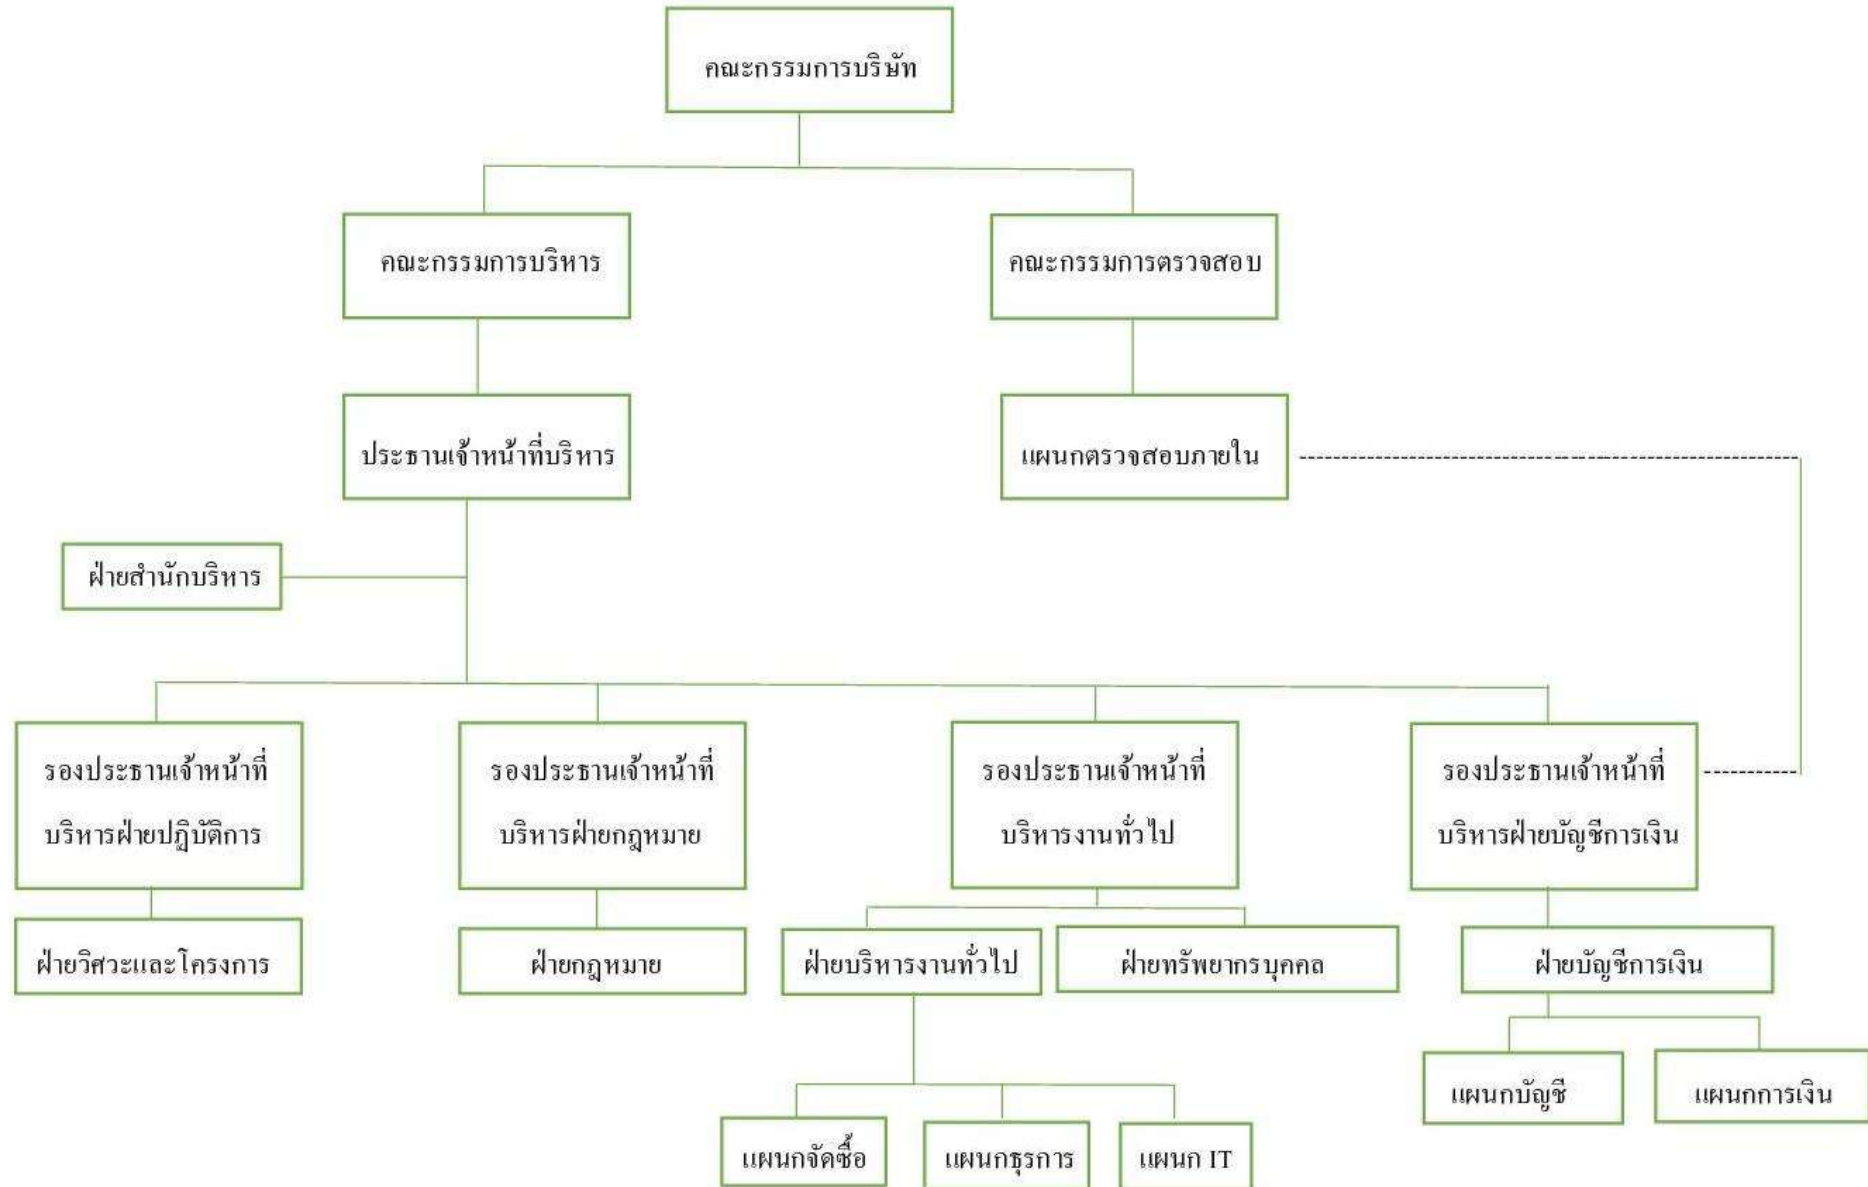 คณะกรรมการบริษัท
คณะกรรมการบริหาร
คณะกรรมการตรวจสอบ
ประธานเจ้าหน้าที่บริหาร
แผนกตรวจสอบภายใน
ฝ่ายสำนักบริหาร
รองประธานเจ้าหน้าที่
บริหารฝ่ายปฏิบัติการ
รองประธานเจ้าหน้าที่
บริหารฝ่ายกฎหมาย
รองประธานเจ้าหน้าที่
บริหารงานทั่วไป
รองประธานเจ้าหน้าที่
บริหารฝ่ายบัญชีการเงิน
ฝ่ายวิศวะและโครงการ
ฝ่ายกฎหมาย
ฝ่ายบริหารงานทั่วไป
ฝ่ายทรัพยากรบุคคล
ฝ่ายบัญชีการเงิน
แผนกบัญชี
แผนกการเงิน
แผนกจัดซื้อ
แผนกธุรการ
แผนก IT